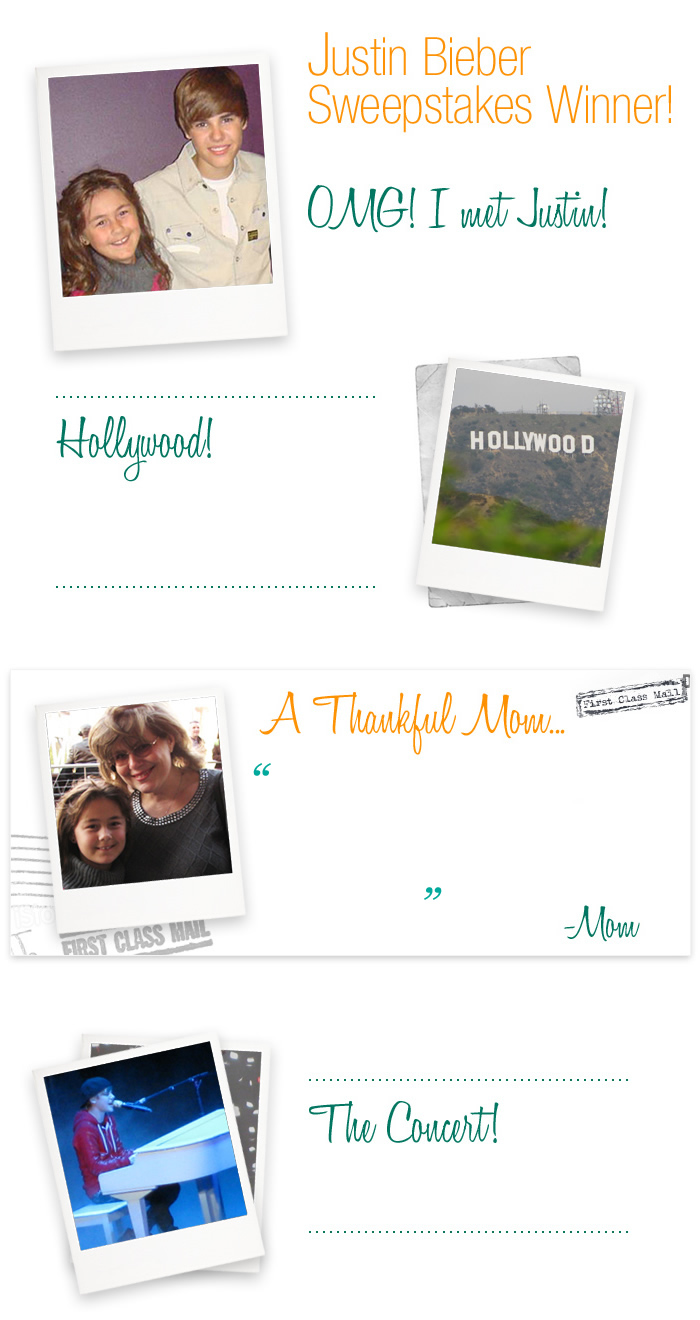 Justin Bieber
Sweepstakes Winner!
OMG! I met Justin!
Hollywood!
HOLLYWOOD
A Thankful Mom...
First Class Mail
“
”
-Mom
FIRST CLASS MAIL
The Concert!